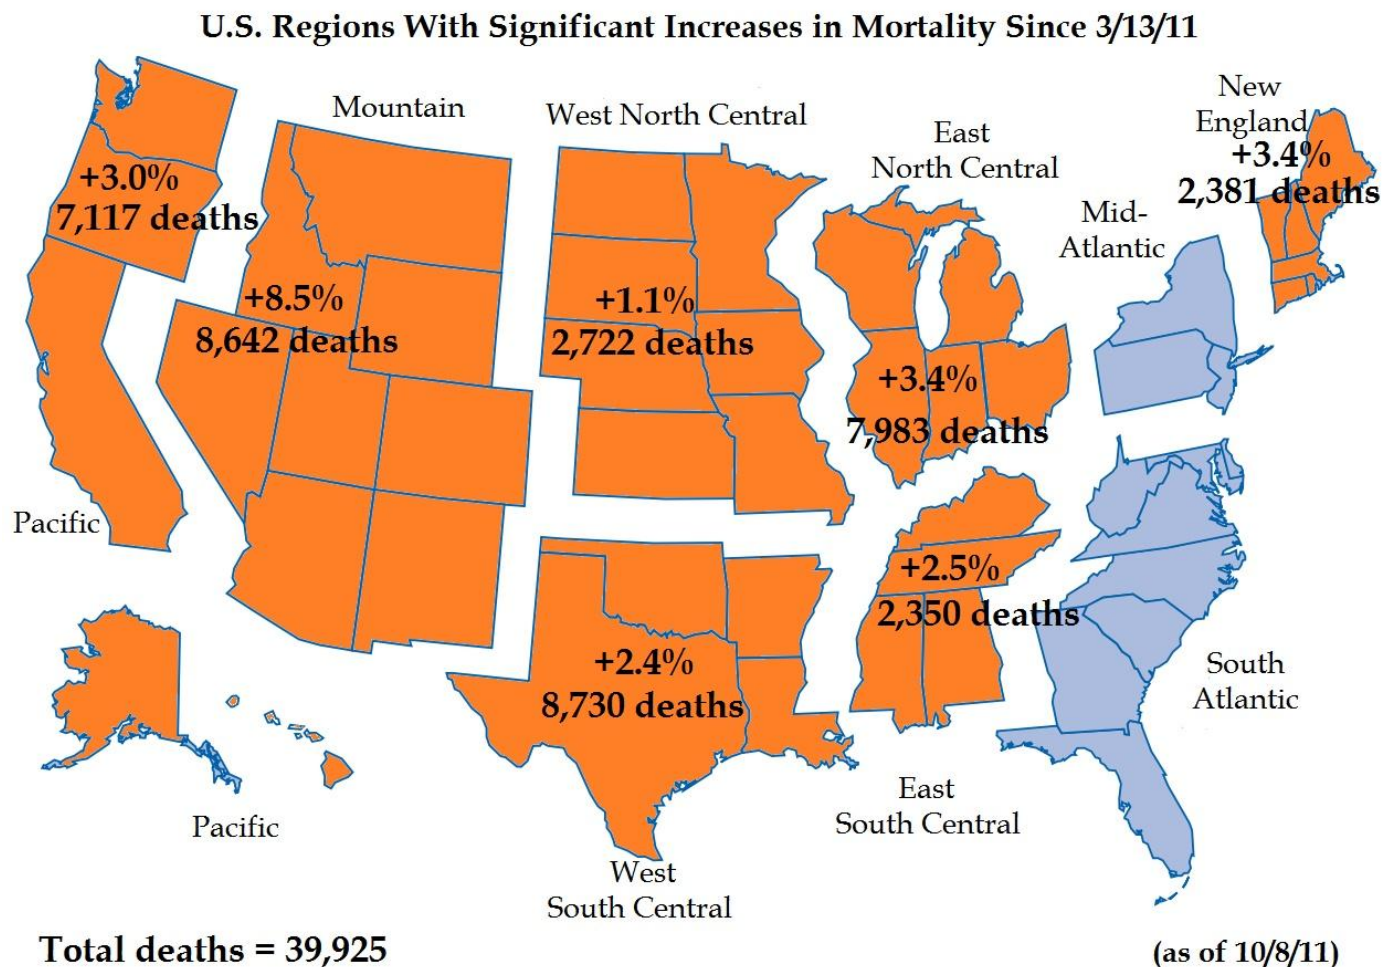 U.S. Regions With Significant Increases in Mortality Since 3/13/11
Mountain
West North Central
East
North Central
New
England
+3.4%
2,381 deaths
Mid-
Atlantic
+3.0%
7,117 deaths
+8.5%
8,642 deaths
+1.1%
2,722 deaths
+3.4%
7,983 deaths
Pacific
+2.5%
2,350 deaths
+2.4%
8,730 deaths
South
Atlantic
Pacific
East
South Central
West
South Central
Total deaths = 39,925
(as of 10/8/11)